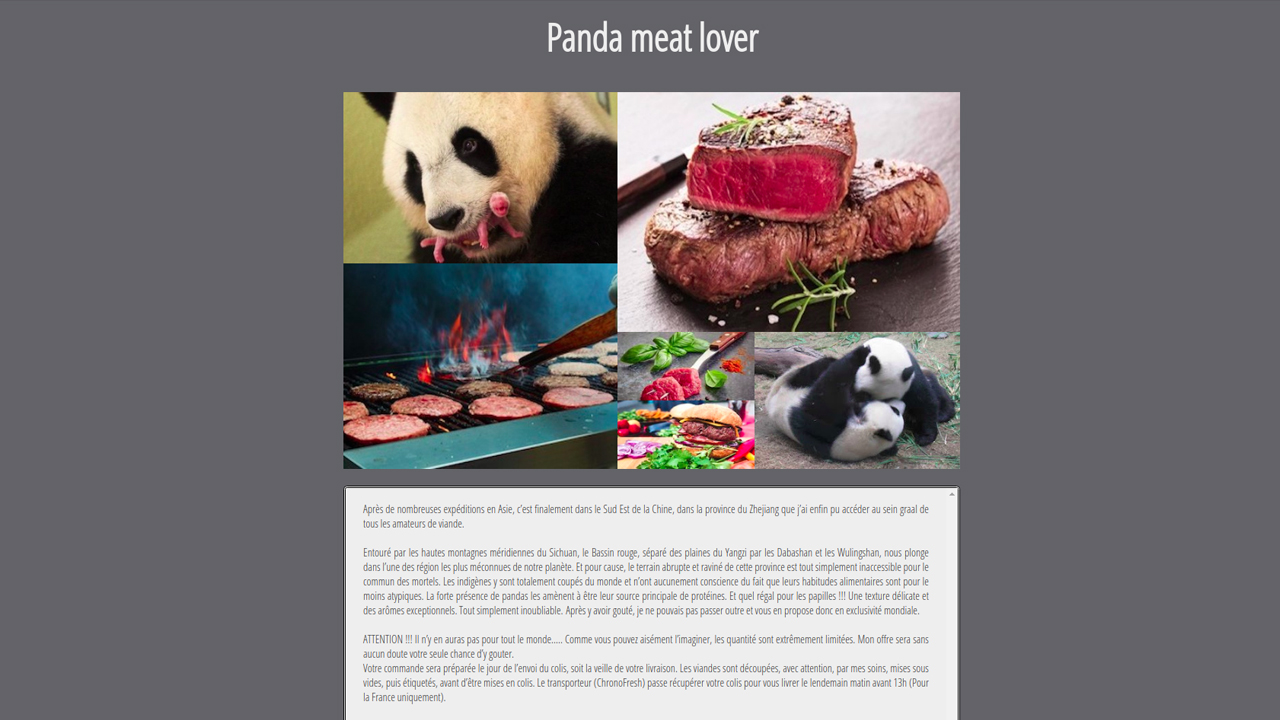 Panda meat lover
Après de nombreuses expéditions en Asie, c'est finalement dans le Sud Est de la Chine, dans la province du Zhejiang que j'ai enfin pu accéder au sein graal de
tous les amateurs de viande.
Entouré par les hautes montagnes méridiennes du Sichuan, le Bassin rouge, séparé des plaines du Yangzi par les Dabashan et les Wulingshan, nous plonge
dans l'une des région les plus méconnues de notre planète. Et pour cause, le terrain abrupte et raviné de cette province est tout simplement inaccessible pour le
commun des mortels. Les indigènes y sont totalement coupés du monde et n'ont aucunement conscience du fait que leurs habitudes alimentaires sont pour le
moins atypiques. La forte présence de pandas les amènent à être leur source principale de protéines. Et quel régal pour les papilles !!! Une texture délicate et
des arômes exceptionnels. Tout simplement inoubliable. Après y avoir gouté, je ne pouvais pas passer outre et vous en propose donc en exclusivité mondiale.
ATTENTION !!! Il n'y en auras pas pour tout le monde..... Comme vous pouvez aisément l'imaginer, les quantité sont extrêmement limitées. Mon offre sera sans
aucun doute votre seule chance d'y gouter.
Votre commande sera préparée le jour de l'envoi du colis, soit la veille de votre livraison. Les viandes sont découpées, avec attention, par mes soins, mises sous
vides, puis étiquetés, avant d'être mises en colis. Le transporteur (ChronoFresh) passe récupérer votre colis pour vous livrer le lendemain matin avant 13h (Pour
la France uniquement).